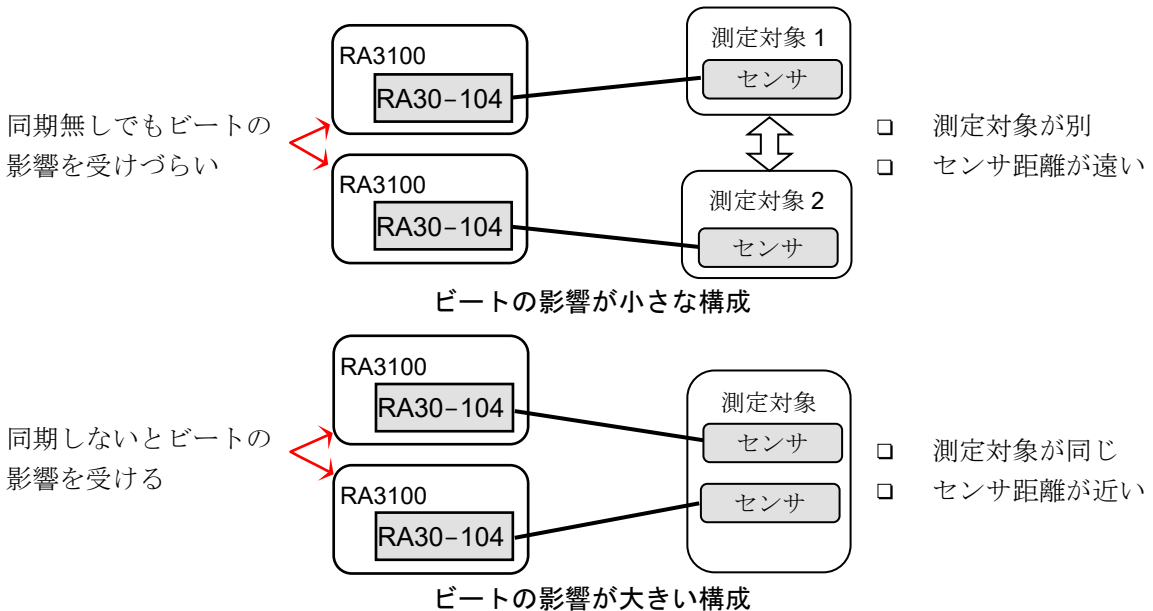 RA3100
RA30-104
測定対象 1
センサ
同期無しでもビートの
影響を受けづらい
❑ 測定対象が別
❑ センサ距離が遠い
RA3100
RA30-104
測定対象 2
センサ
ビートの影響が小さな構成
RA3100
RA30-104
測定対象
センサ
同期しないとビートの
影響を受ける
❑ 測定対象が同じ
❑ センサ距離が近い
RA3100
RA30-104
センサ
ビートの影響が大きい構成